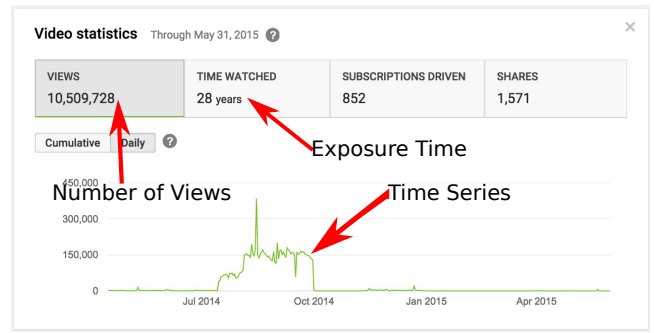 Video statistics Through May 31, 2015 ?
×
VIEWS TIME WATCHED SUBSCRIPTIONS DRIVEN SHARES
10,509,728 28 years 852 1,571
Cumulative Daily ?
Exposure Time
450,000
Number of Views Time Series
300,000
150,000
0
Jul 2014 Oct 2014 Jan 2015 Apr 2015